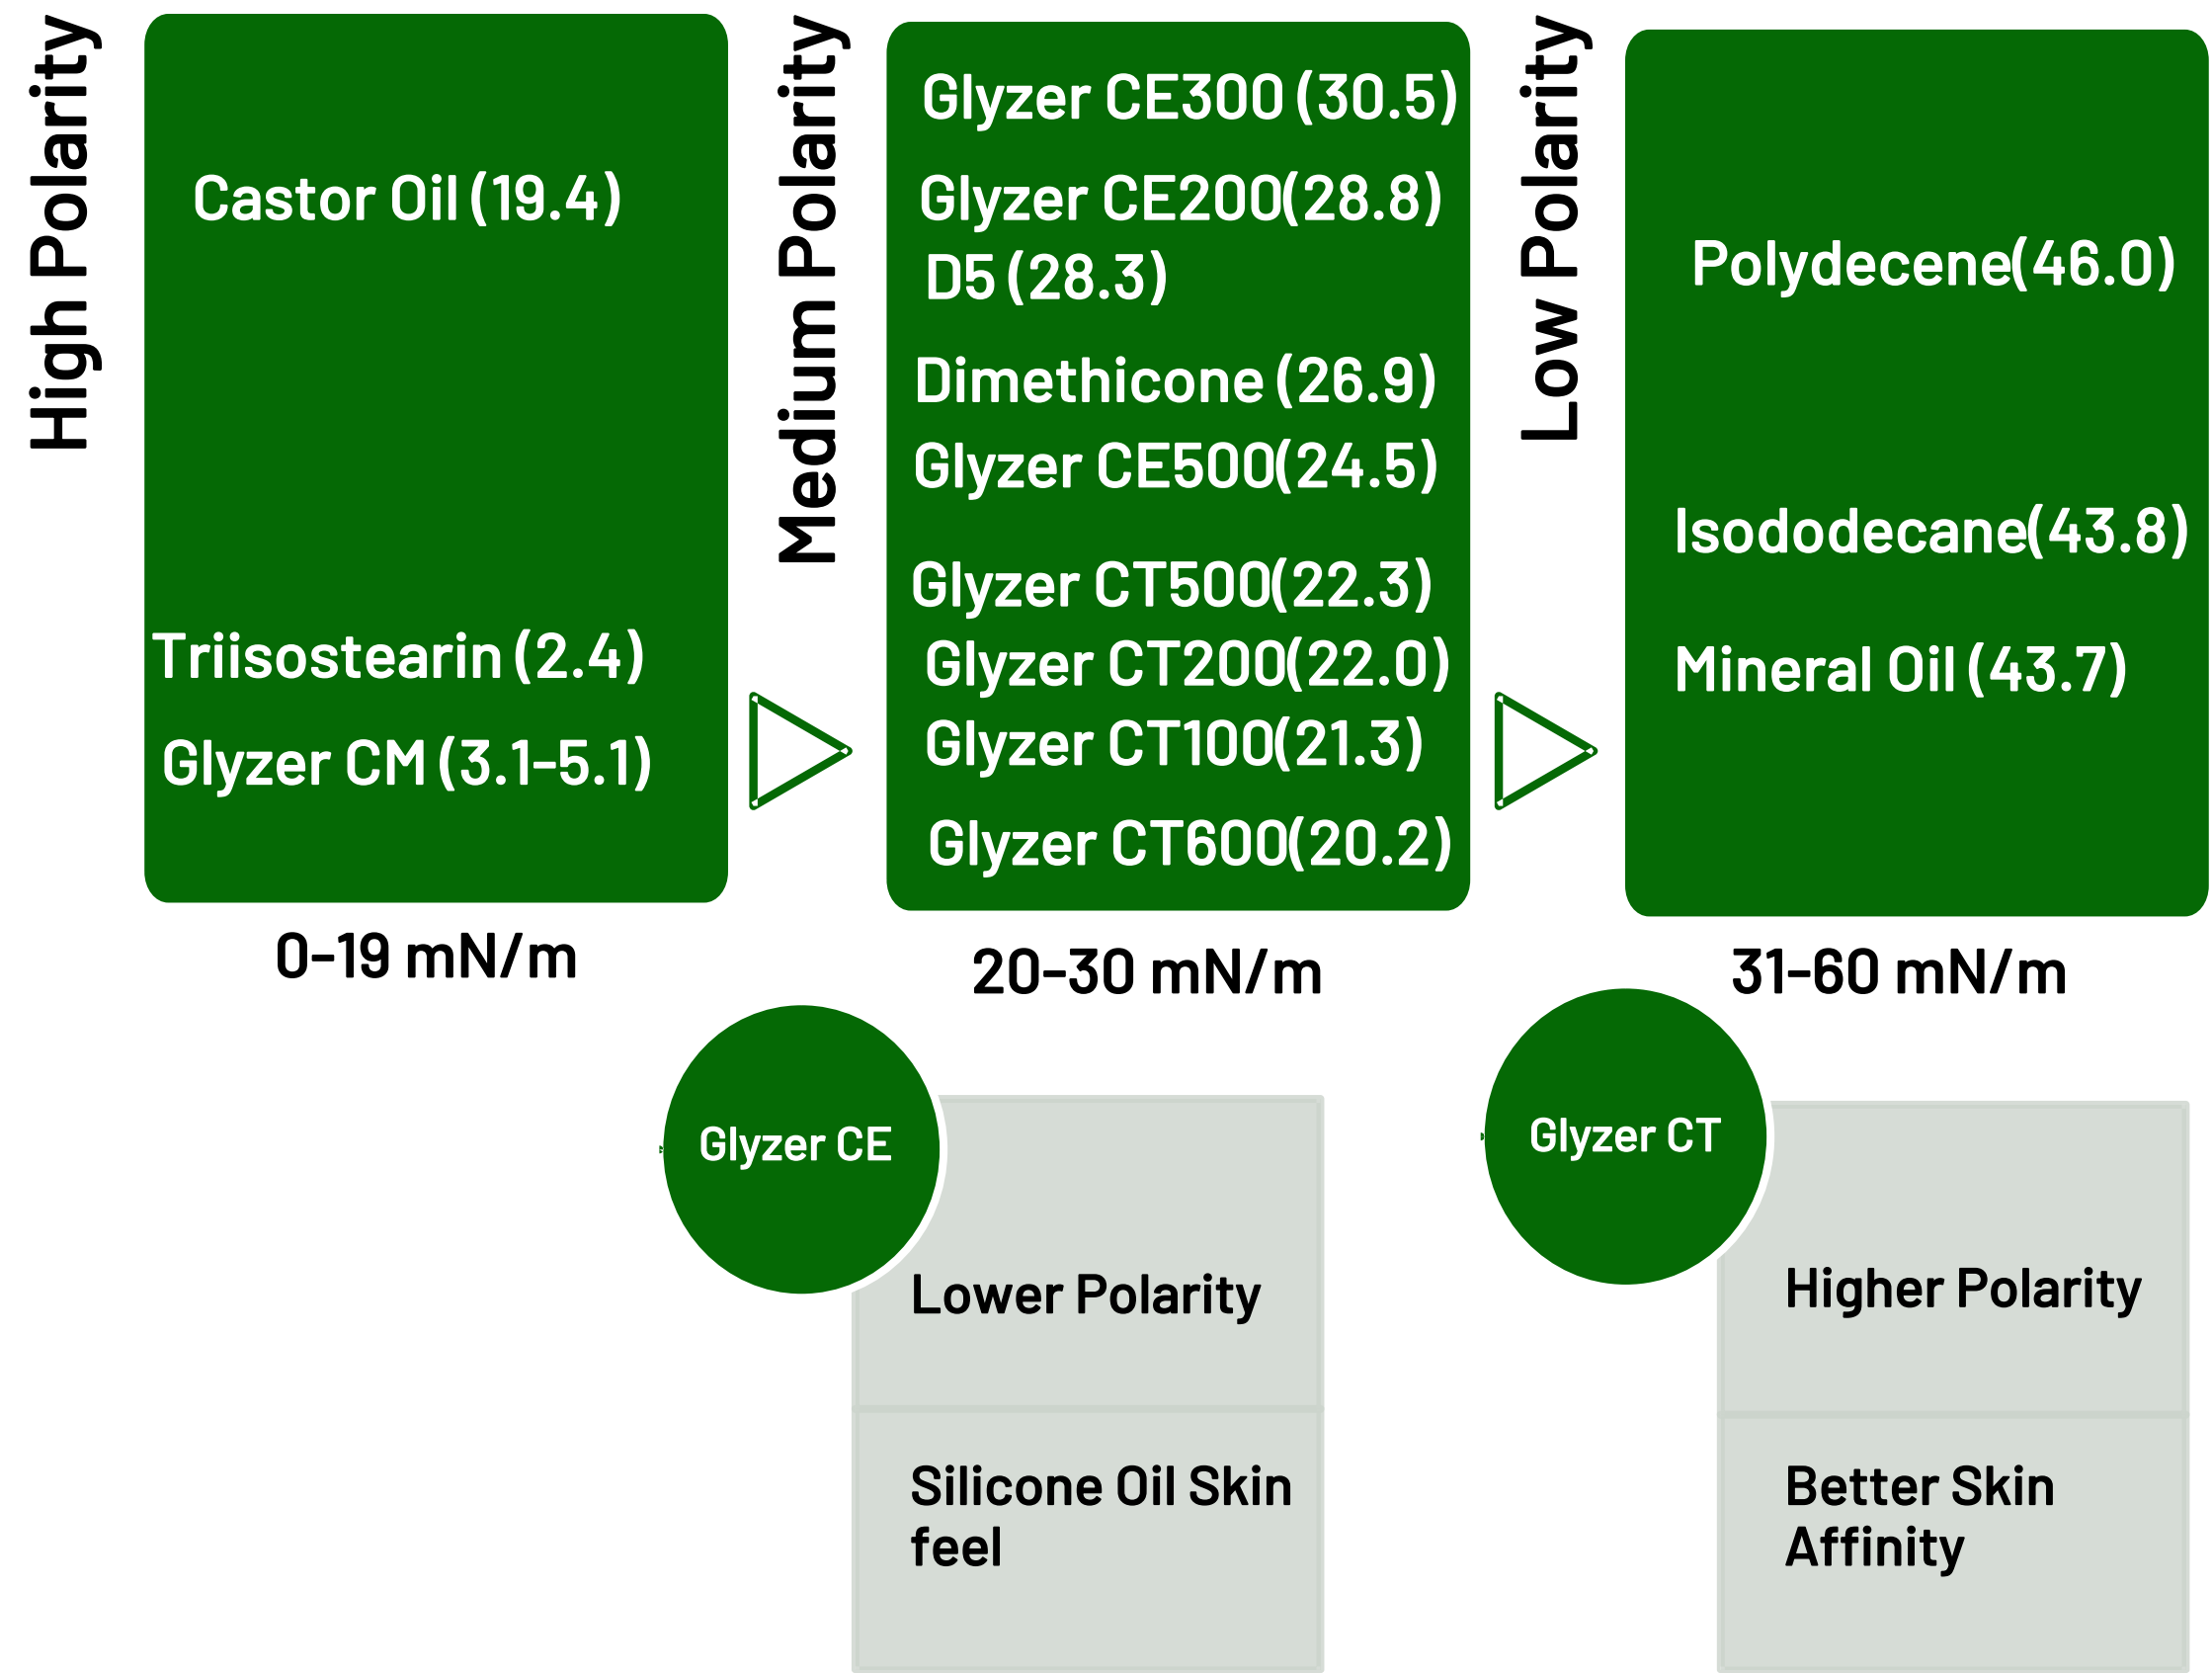 High Polarity
Castor Oil (19.4)
Triisostearin (2.4)
Glyzer CM (3.1-5.1)
0-19 mN/m
Medium Polarity
Glyzer CE300 (30.5)
Glyzer CE200(28.8)
D5 (28.3)
Dimethicone (26.9)
Glyzer CE500(24.5)
Glyzer CT500(22.3)
Glyzer CT200(22.0)
Glyzer CT100(21.3)
Glyzer CT600(20.2)
20-30 mN/m
Low Polarity
Polydecene(46.0)
Isododecane(43.8)
Mineral Oil (43.7)
31-60 mN/m
Glyzer CE
Lower Polarity
Silicone Oil Skin
feel
Glyzer CT
Higher Polarity
Better Skin
Affinity